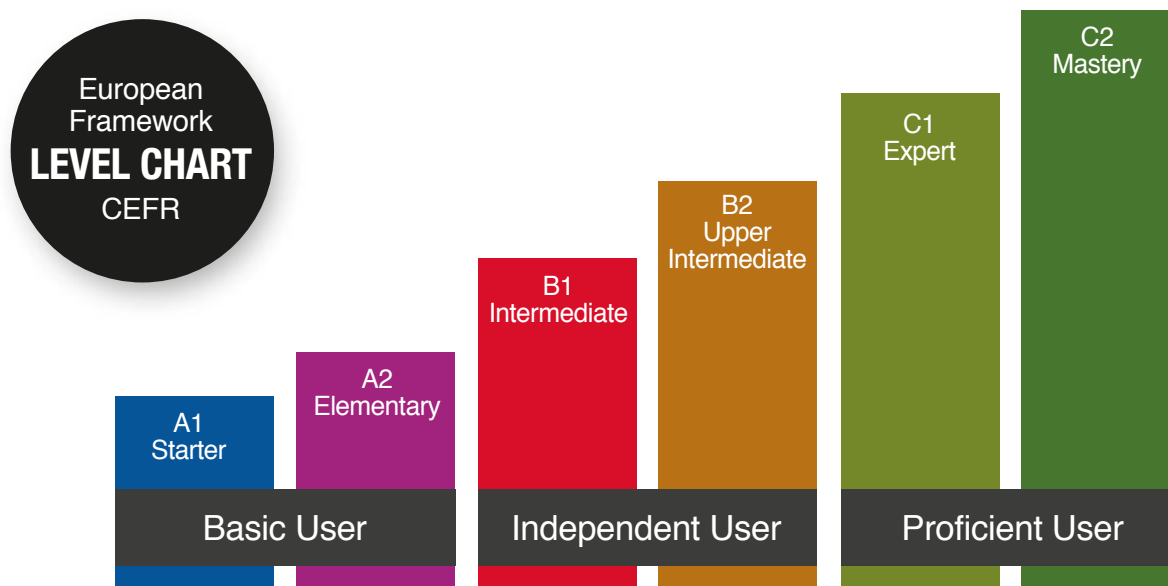 European
Framework
LEVEL CHART
CEFR
A1
Starter
A2
Elementary
B1
Intermediate
B2
Upper
Intermediate
C1
Expert
C2
Mastery
Basic User
Independent User
Proficient User